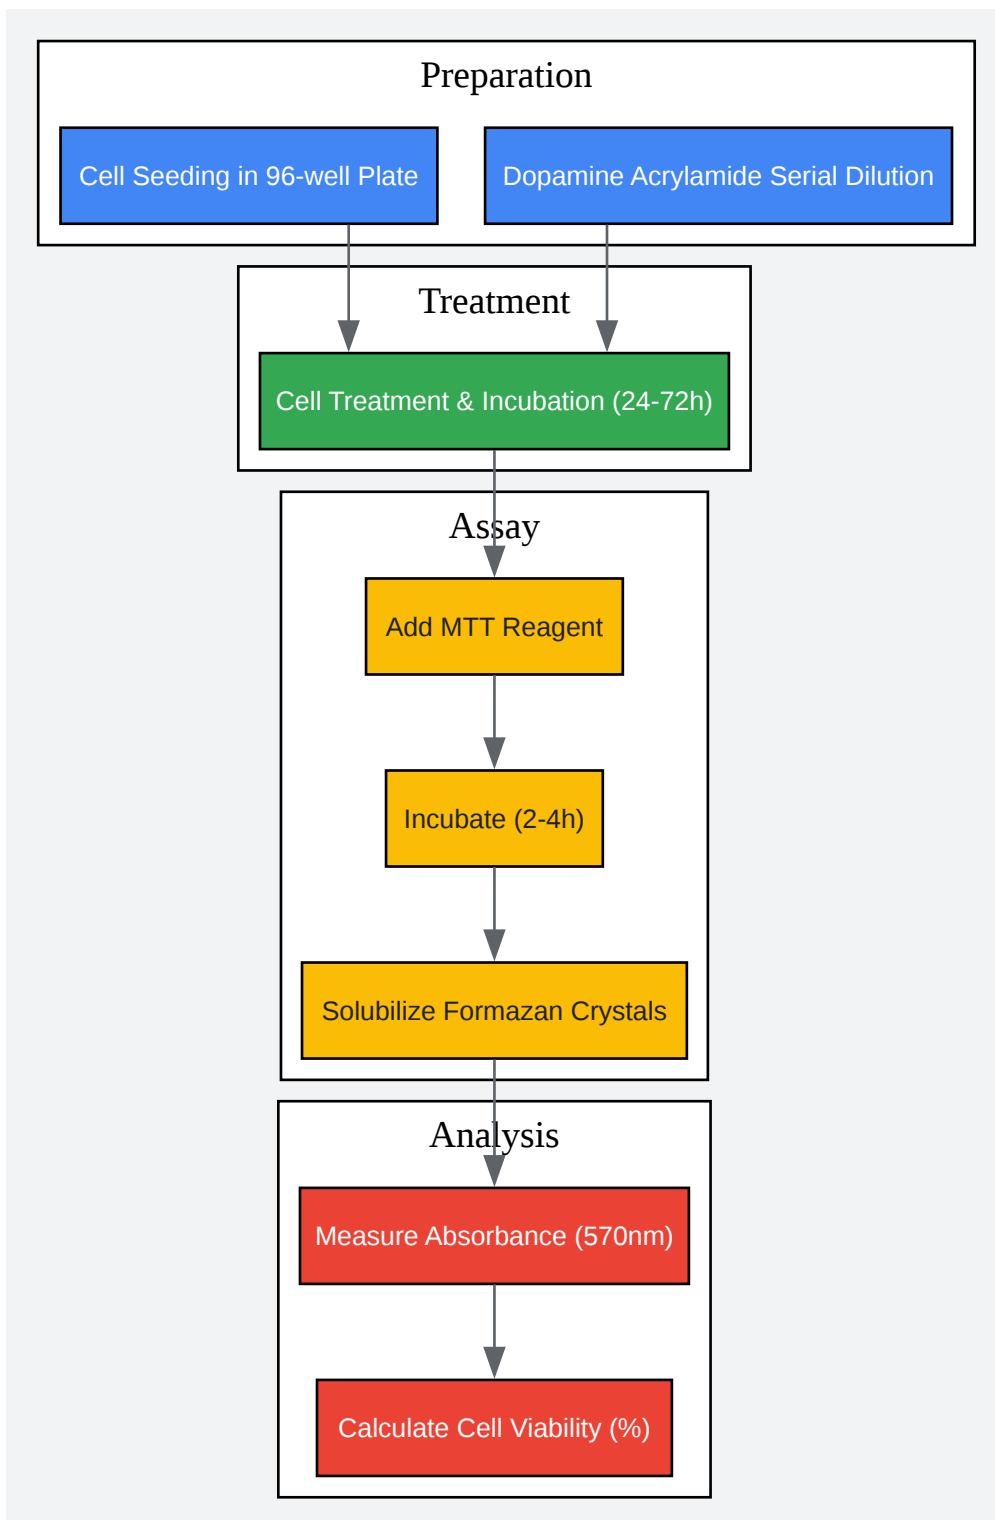 Preparation
Cell Seeding in 96-well Plate
Dopamine Acrylamide Serial Dilution
Treatment
Cell Treatment & Incubation (24-72h)
Assay
Add MTT Reagent
Incubate (2-4h)
Solubilize Formazan Crystals
Analysis
Measure Absorbance (570nm)
Calculate Cell Viability (%)